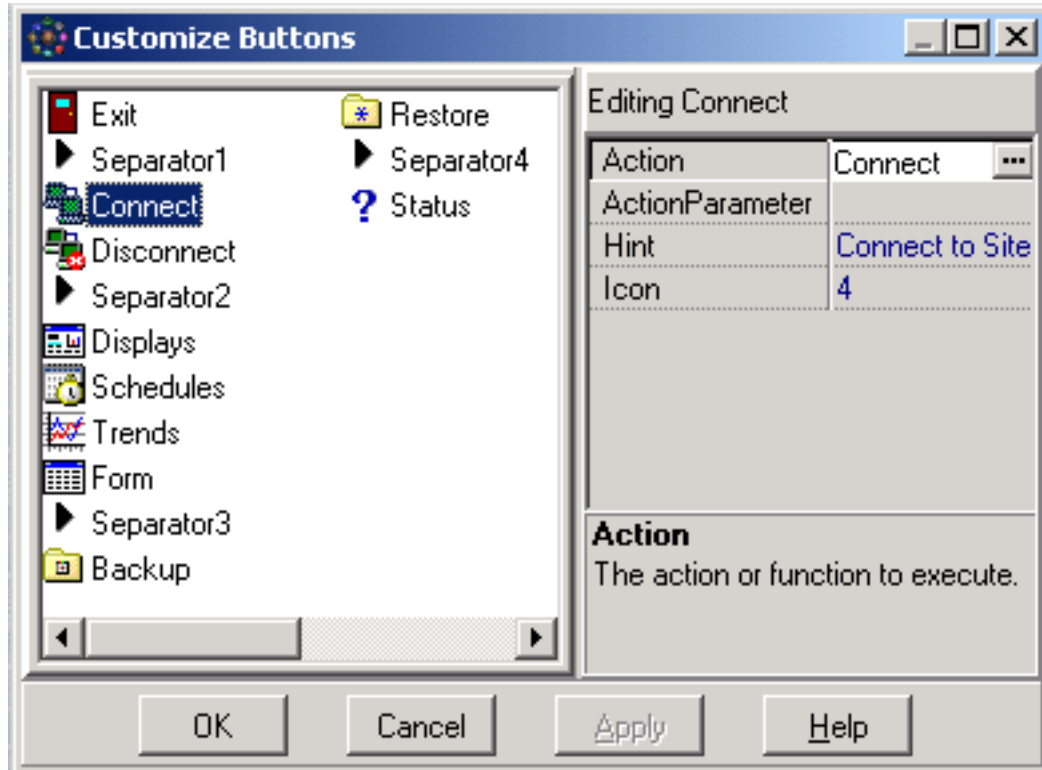 Customize Buttons
Exit
Separator1
Connect
Disconnect
Separator2
Displays
Schedules
Trends
Form
Separator3
Backup
Restore
Separator4
? Status
Editing Connect
Action Connect ...
ActionParameter
Hint Connect to Site
Icon 4
Action
The action or function to execute.
OK Cancel Apply Help